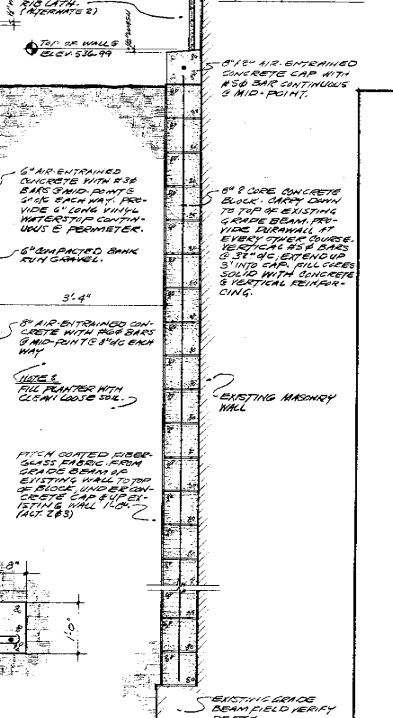 RIB LATH.
(ALTERNATE 2)
TOP OF WALLS
ELEV. 536.99
8"12" AIR-ENTRAINED
CONCRETE CAP WITH
#5Φ BAR CONTINUOUS
@ MID-POINT.
6" AIR-ENTRAINED
CONCRETE WITH #3Φ
BARS @ MID-POINT @
6" O/C EACH WAY. PRO-
VIDE 6" LONG VINYL
WATERSTOP CONTIN-
UOUS @ PERIMETER.
6" COMPACTED BANK
RUN GRAVEL.
8" 2 CORE CONCRETE
BLOCK. CARRY DOWN
TO TOP OF EXISTING
GRADE BEAM. PRO-
VIDE DURAWALL AT
EVERY OTHER COURSE.
VERTICAL #5Φ BARS
@ 32" O/C; EXTEND UP
3" INTO CAP. FILL CORES
SOLID WITH CONCRETE
@ VERTICAL REINFOR-
CING.
3'-4"
8" AIR-ENTRAINED CON-
CRETE WITH #6Φ BARS
@ MID-POINT @ 8" O/C EACH
WAY
NOTE:
FILL PLANTER WITH
CLEAN LOOSE SOIL.
EXISTING MASONRY
WALL
PITCH COATED FIBER-
GLASS FABRIC FROM
GRADE BEAM OF
EXISTING WALL TO TOP
OF BLOCK, UNDER CON-
CRETE CAP & UP EX-
ISTING WALL 1'-0".
(ALT. 2&3)
8"
1'-0"
EXISTING GRADE
BEAM FIELD VERIFY
DEPTH